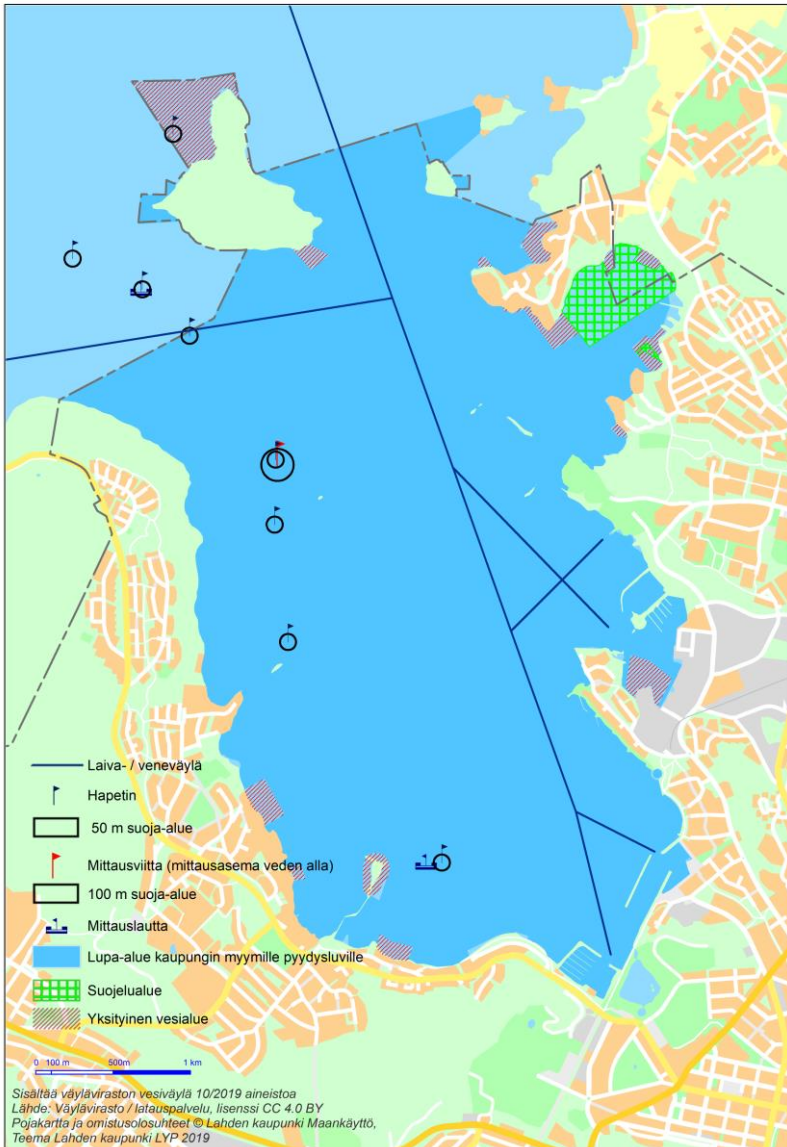 Laiva- / veneväylä
Hapetin
50 m suoja-alue
Mittausviitta (mittausasema veden alla)
100 m suoja-alue
Mittauslautta
Lupa-alue kaupungin myymille pyydysluville
Suojelualue
Yksityinen vesialue
0 100 m 500m 1 km
Sisältää väyläviraston vesiväylä 10/2019 aineistoa
Lähde: Väylävirasto / latauspalvelu, lisenssi CC 4.0 BY
Pojakartta ja omistusolosuhteet © Lahden kaupunki Maankäyttö,
Teema Lahden kaupunki LYP 2019